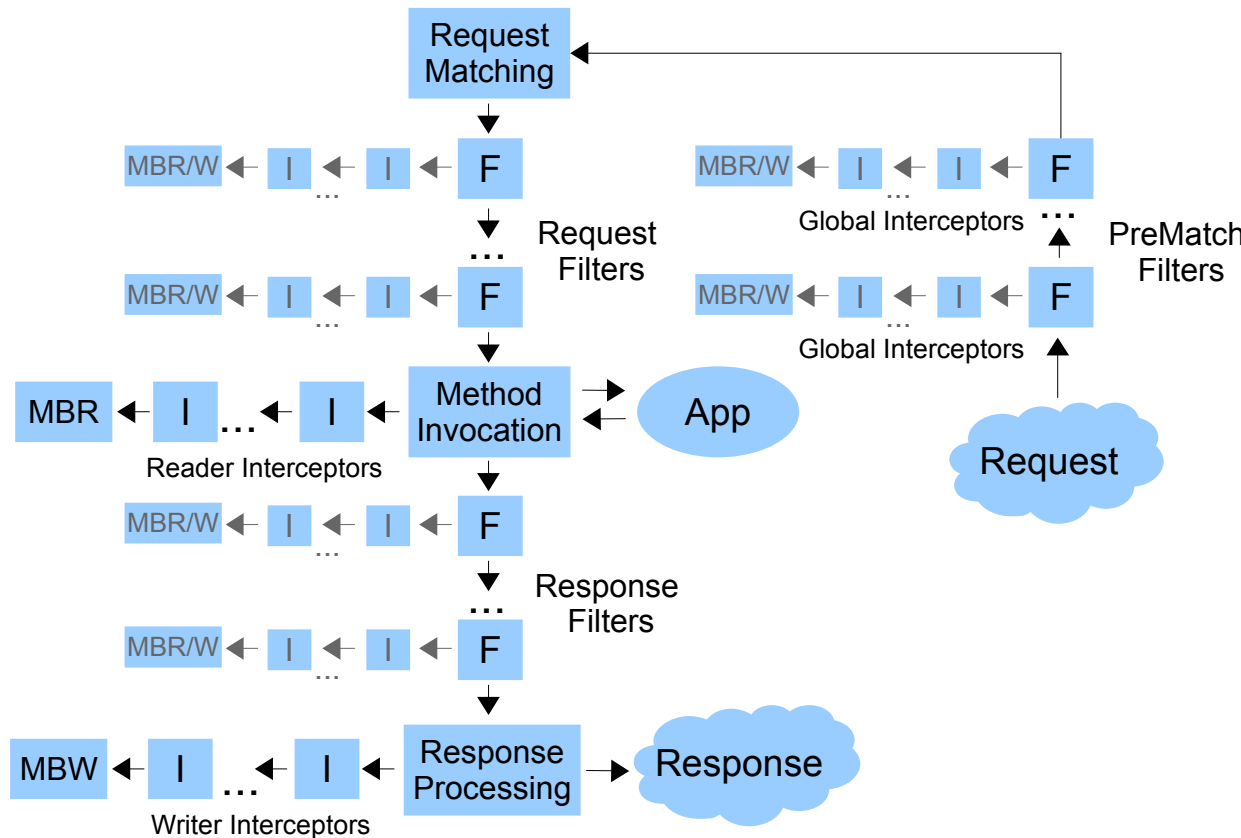 Request
Matching
MBR/W I ... I F
MBR/W I ... I F
Global Interceptors
...
...
Request
Filters
PreMatch
Filters
MBR/W I ... I F
MBR/W I ... I F
Global Interceptors
MBR I ... I
Method
Invocation
App
Reader Interceptors
Request
MBR/W I ... I F
...
Response
Filters
MBR/W I ... I F
MBW I ... I
Response
Processing
Response
Writer Interceptors